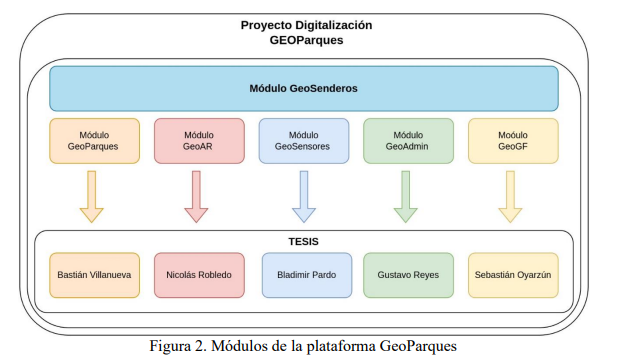 Proyecto Digitalización
GEOParques
Módulo GeoSenderos
Módulo
GeoParques
Módulo
GeoAR
Módulo
GeoSensores
Módulo
GeoAdmin
Moóulo
GeoGF
TESIS
Bastián Villanueva
Nicolás Robledo
Bladimir Pardo
Gustavo Reyes
Sebastián Oyarzún
Figura 2. Módulos de la plataforma GeoParques